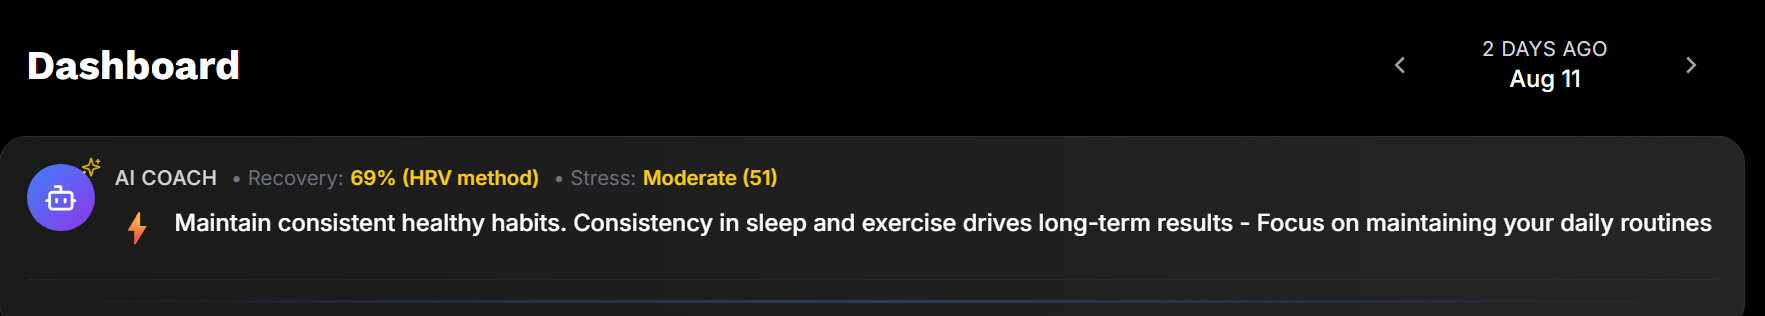 Dashboard
2 DAYS AGO
Aug 11
AI COACH • Recovery: 69% (HRV method) • Stress: Moderate (51)
Maintain consistent healthy habits. Consistency in sleep and exercise drives long-term results - Focus on maintaining your daily routines